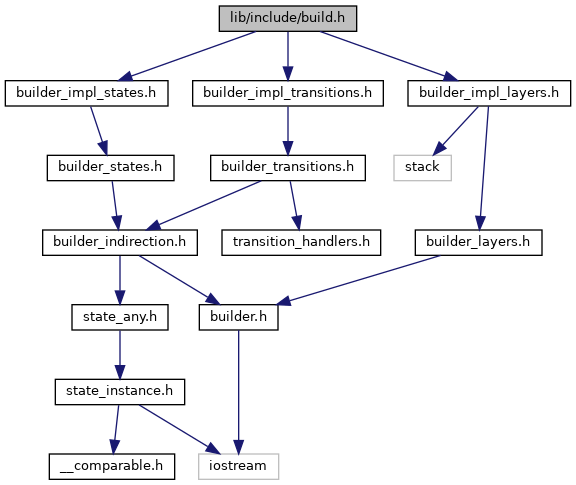 lib/include/build.h
builder_impl_states.h
builder_impl_transitions.h
builder_impl_layers.h
builder_states.h
builder_transitions.h
stack
builder_indirection.h
transition_handlers.h
builder_layers.h
state_any.h
builder.h
state_instance.h
__comparable.h
iostream